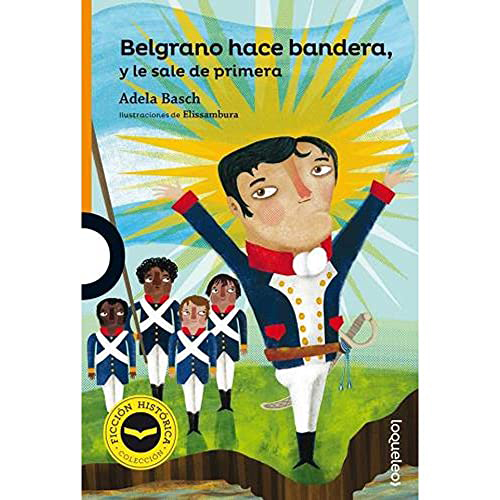 Belgrano hace bandera,
y le sale de primera
Adela Basch
Ilustraciones de Elissambura
FICCIÓN HISTÓRICA
COLECCIÓN
loqueleo